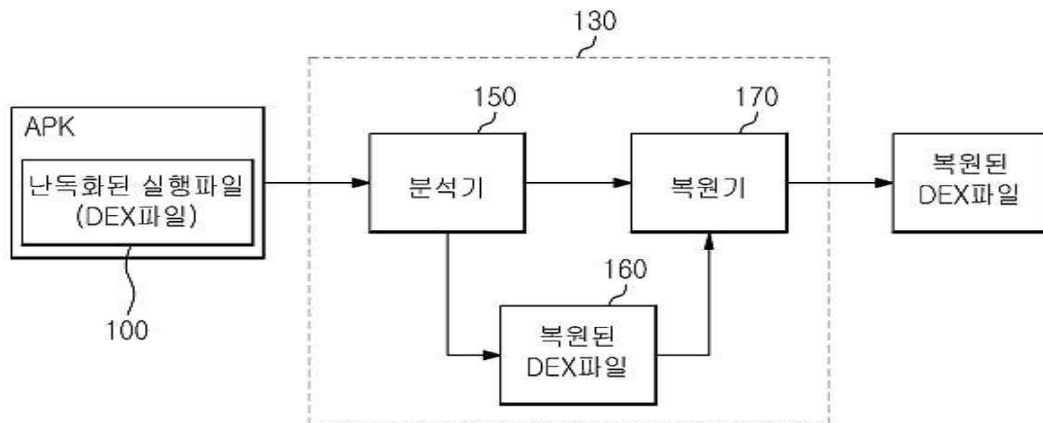 130
150
170
APK
난독화된 실행파일
(DEX파일)
분석기
복원기
복원된
DEX파일
100
160
복원된
DEX파일